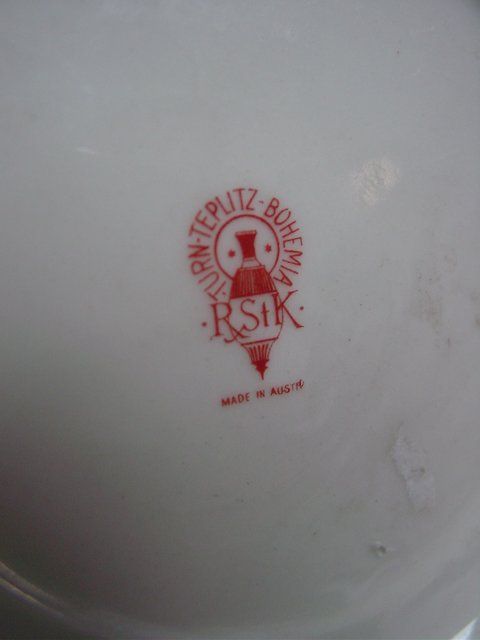 TURN-TEPLITZ-BOHEMIA
RStK
MADE IN AUSTRIA